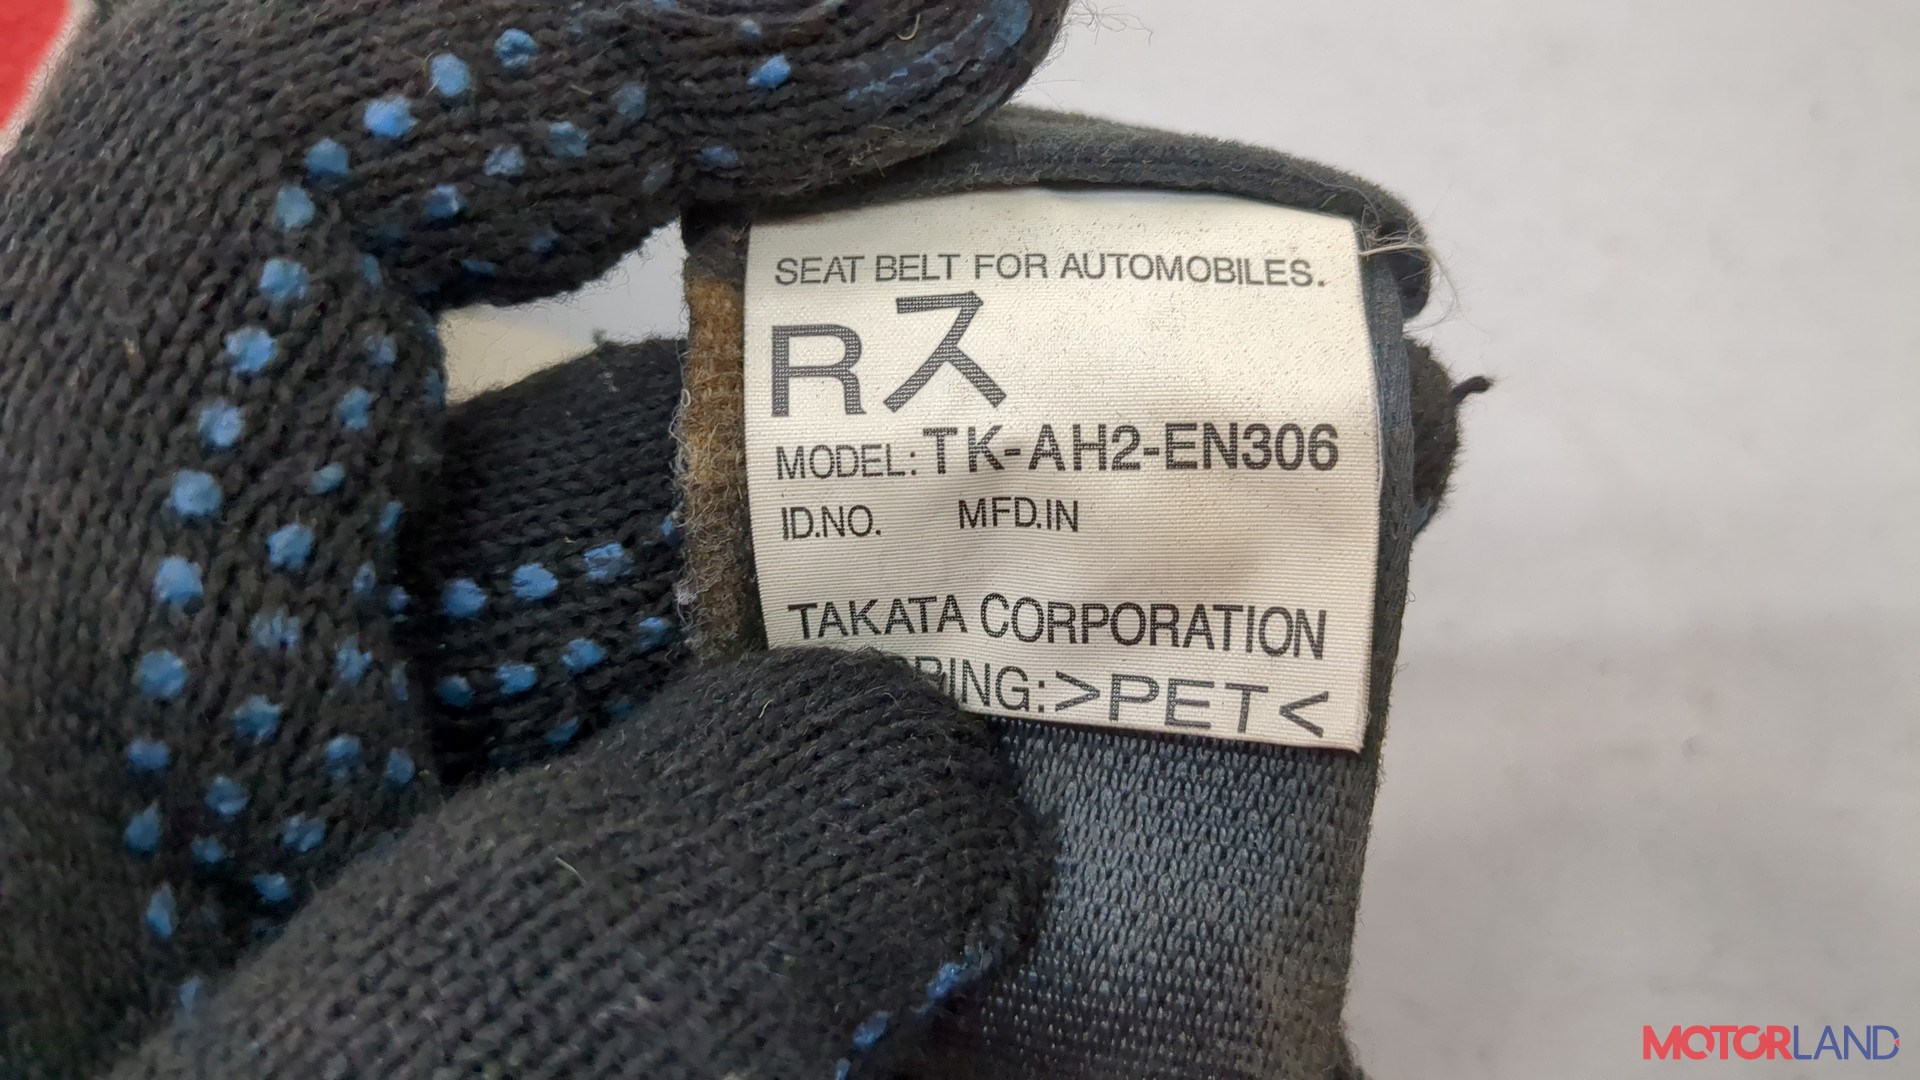 SEAT BELT FOR AUTOMOBILES.
Rス
MODEL: TK-AH2-EN306
ID.NO. MFD.IN
TAKATA CORPORATION
>PET<
MOTORLAND